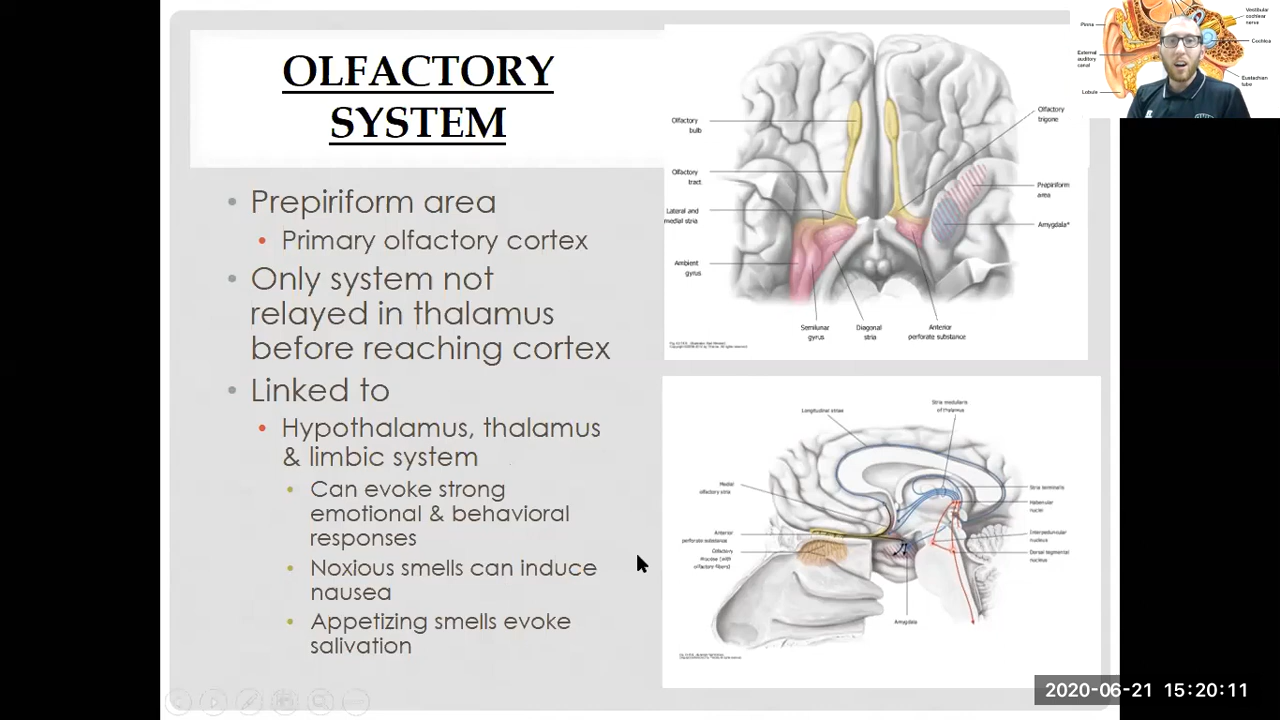 OLFACTORY
SYSTEM
• Prepiriform area
• Primary olfactory cortex
• Only system not
relayed in thalamus
before reaching cortex
• Linked to
• Hypothalamus, thalamus
& limbic system
• Can evoke strong
emotional & behavioral
responses
• Noxious smells can induce
nausea
• Appetizing smells evoke
salivation
Olfactory
bulb
Olfactory
tract
Lateral and
medial stria
Ambient
gyrus
Semilunar
gyrus
Diagonal
stria
Anterior
perforate substance
Olfactory
trigone
Prepiriform
area
Amygdala*
Longitudinal striae
Stria medullaris
of thalamus
Medial
olfactory stria
Anterior
perforate substance
Olfactory
mucosa (with
olfactory fibers)
Amygdala
Stria terminalis
Habenular
nuclei
Interpeduncular
nucleus
Dorsal tegmental
nucleus
Pinna
External
auditory
canal
Lobule
Vestibular
cochlear
nerve
Cochlea
Eustachian
tube
2020-06-21 15:20:11